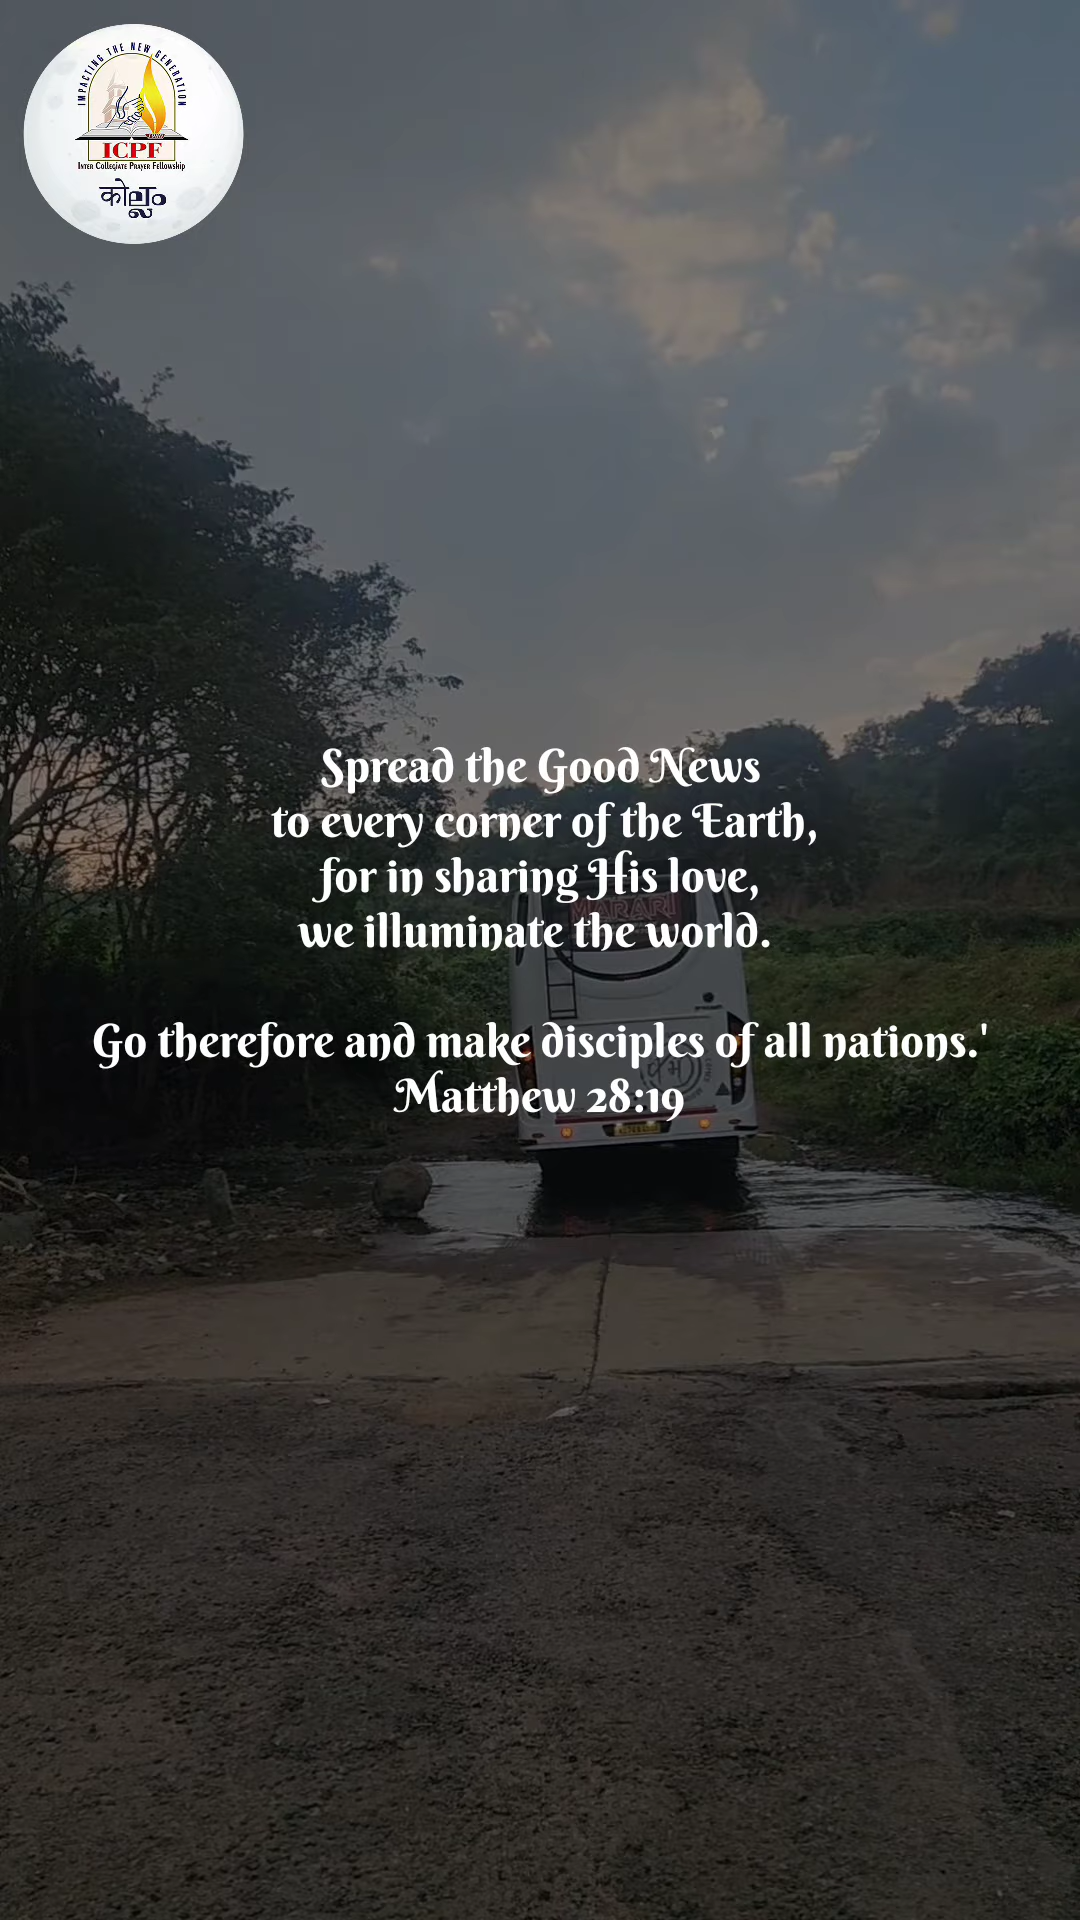 IMPACTING THE NEW GENERATION
ICPF
Inter Collegiate Prayer Fellowship
कोല്ലം
Spread the Good News
to every corner of the Earth,
for in sharing His love,
we illuminate the world.
MARARI
Go therefore and make disciples of all nations.'
Matthew 28:19